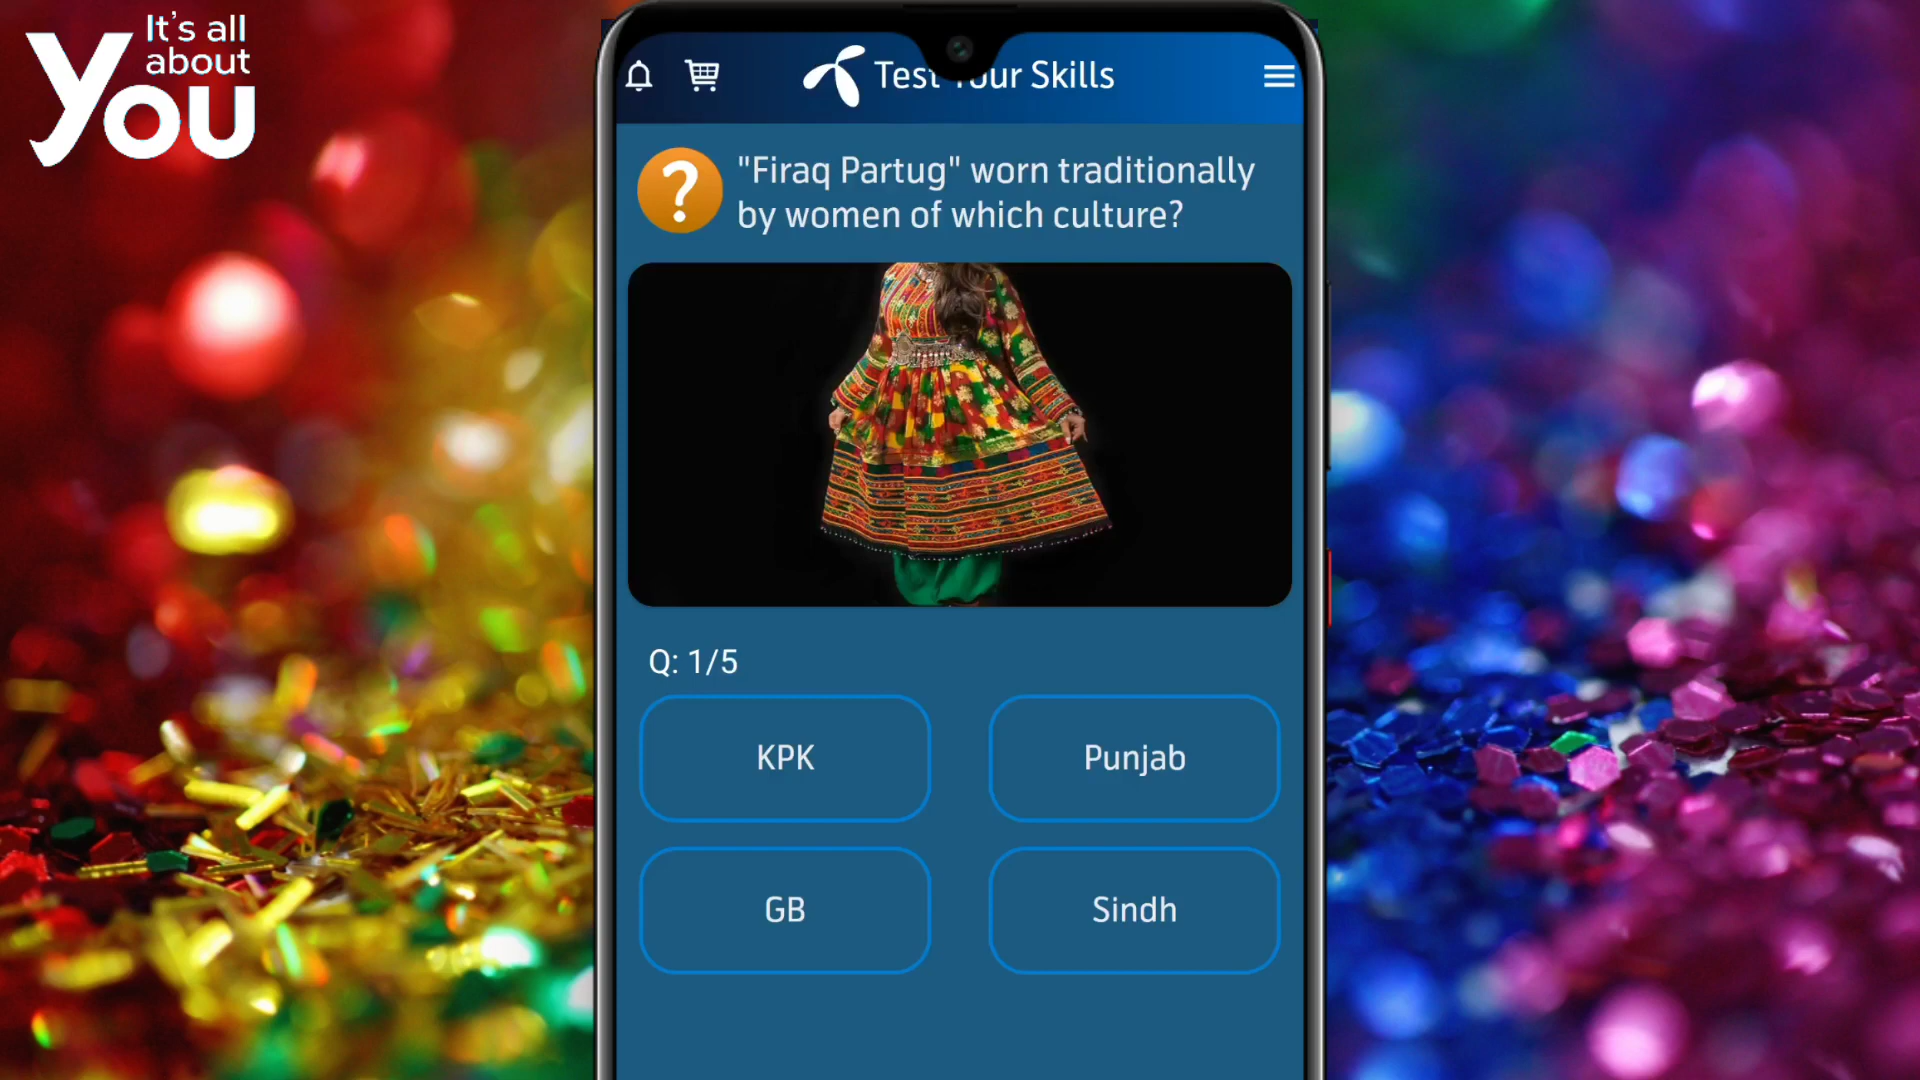 It's all
about
you
Test Your Skills
"Firaq Partug" worn traditionally
by women of which culture?
Q: 1/5
KPK
Punjab
GB
Sindh